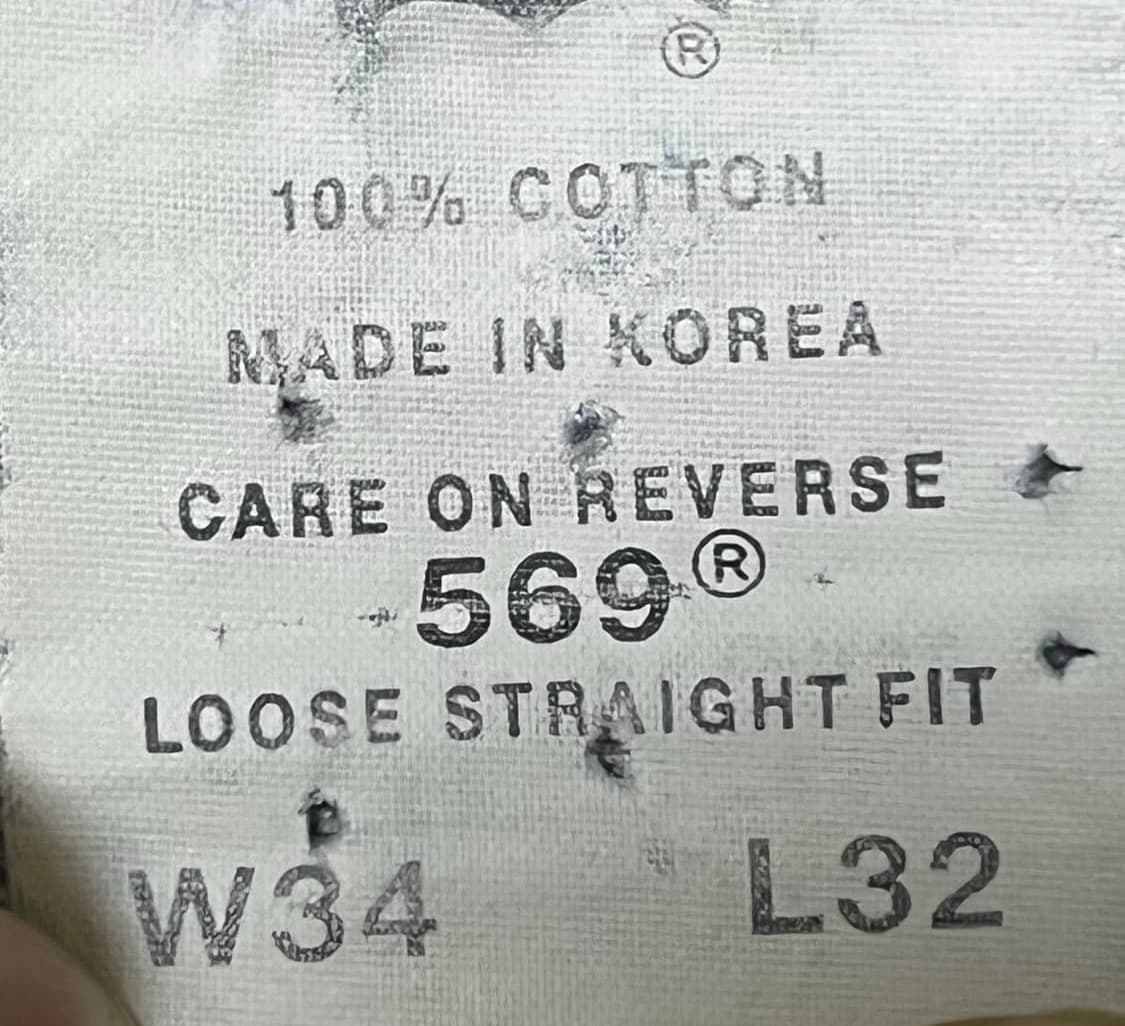 ®
100% COTTON
MADE IN KOREA
CARE ON REVERSE
569®
LOOSE STRAIGHT FIT
W34 L32